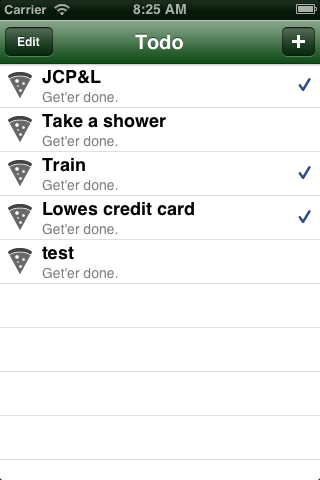 Carrier 8:25 AM
Edit Todo +
JCP&L
Get'er done.
Take a shower
Get'er done.
Train
Get'er done.
Lowes credit card
Get'er done.
test
Get'er done.